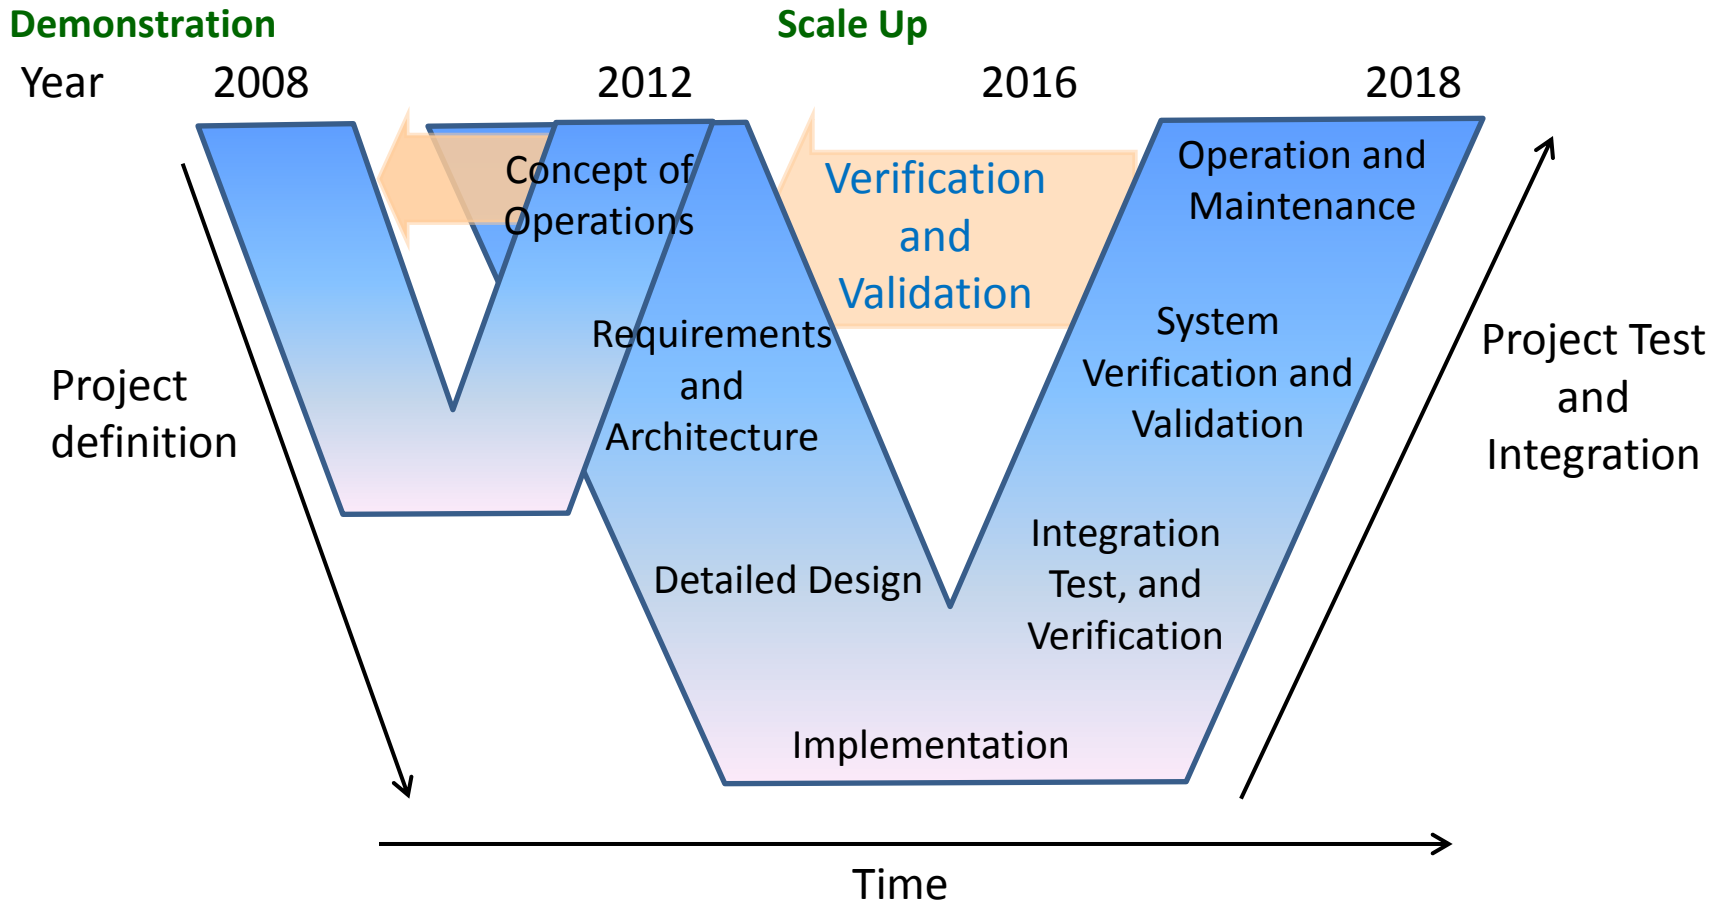 Demonstration
Scale Up
Year 2008 2012 2016 2018
Concept of
Operations
Verification
and
Validation
Operation and
Maintenance
Requirements
and
Architecture
System
Verification and
Validation
Project
definition
Project Test
and
Integration
Detailed Design
Integration
Test, and
Verification
Implementation
Time